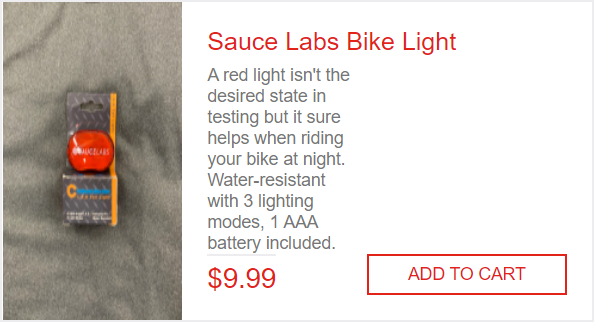 Sauce Labs Bike Light
A red light isn't the
desired state in
testing but it sure
helps when riding
your bike at night.
Water-resistant
with 3 lighting
modes, 1 AAA
battery included.
$9.99
ADD TO CART
SAUCELABS